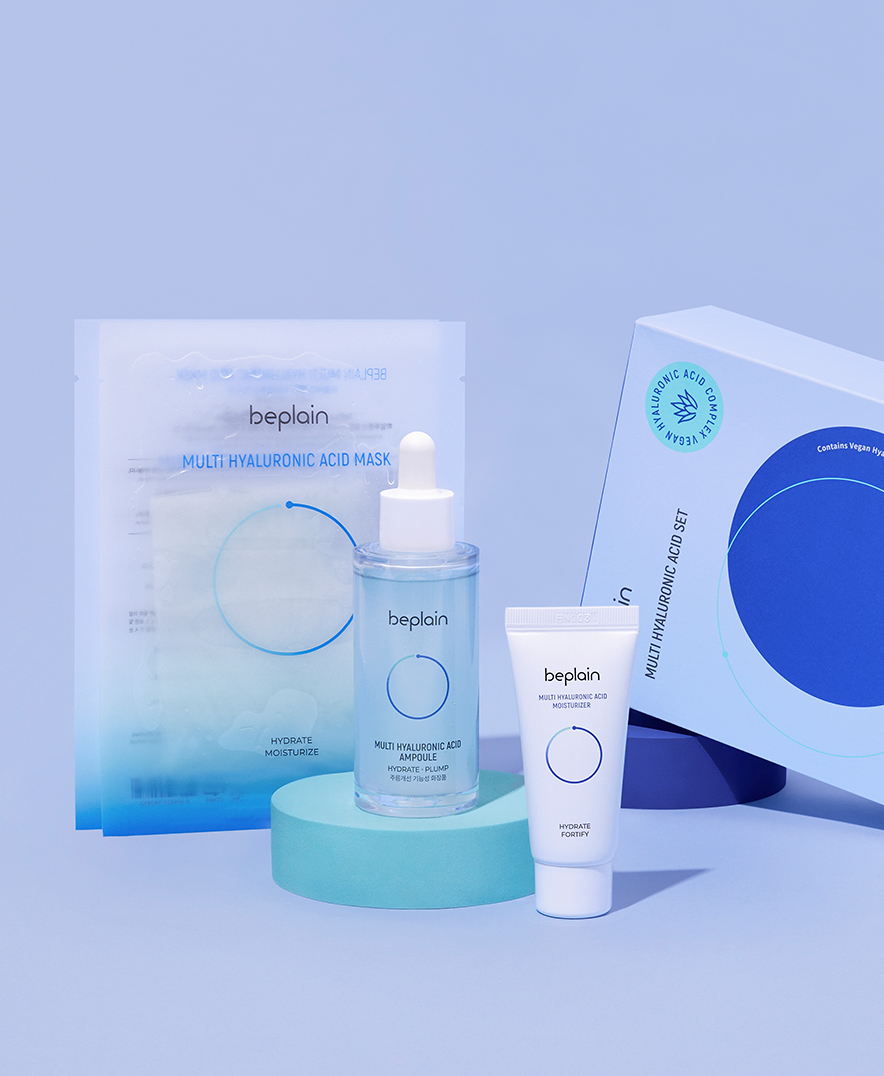 beplain
MULTI HYALURONIC ACID MASK
HYDRATE
MOISTURIZE
beplain
MULTI HYALURONIC ACID
AMPOULE
HYDRATE · PLUMP
주름개선 기능성 화장품
beplain
MULTI HYALURONIC ACID
MOISTURIZER
HYDRATE
FORTIFY
VEGAN HYALURONIC ACID COMPLEX
Contains Vegan
MULTI HYALURONIC ACID SET